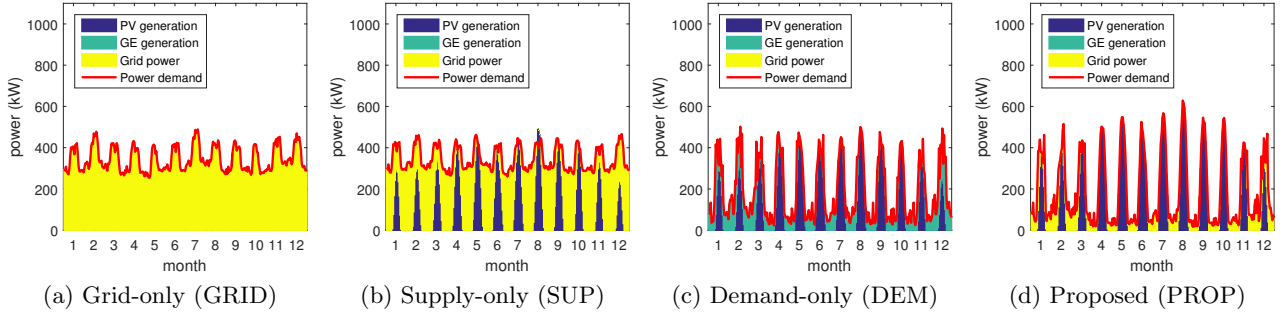 1000
800
600
400
200
0
power (kW)
PV generation
GE generation
Grid power
Power demand
1 2 3 4 5 6 7 8 9 10 11 12
month
(a) Grid-only (GRID)
1000
800
600
400
200
0
power (kW)
PV generation
GE generation
Grid power
Power demand
1 2 3 4 5 6 7 8 9 10 11 12
month
(b) Supply-only (SUP)
1000
800
600
400
200
0
power (kW)
PV generation
GE generation
Grid power
Power demand
1 2 3 4 5 6 7 8 9 10 11 12
month
(c) Demand-only (DEM)
1000
800
600
400
200
0
power (kW)
PV generation
GE generation
Grid power
Power demand
1 2 3 4 5 6 7 8 9 10 11 12
month
(d) Proposed (PROP)